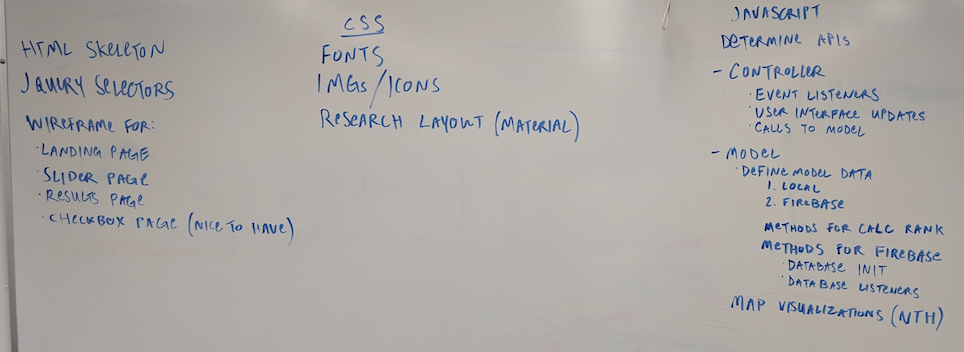 HTML SKELETON
JQUERY SELECTORS
WIREFRAME FOR:
· LANDING PAGE
· SLIDER PAGE
· RESULTS PAGE
· CHECKBOX PAGE (NICE TO HAVE)
CSS
FONTS
IMGS/ICONS
RESEARCH LAYOUT (MATERIAL)
JAVASCRIPT
DETERMINE APIS
- CONTROLLER
· EVENT LISTENERS
· USER INTERFACE UPDATES
· CALLS TO MODEL
- MODEL
· DEFINE MODEL DATA
1. LOCAL
2. FIREBASE
METHODS FOR CALC RANK
METHODS FOR FIREBASE
· DATABASE INIT
· DATABASE LISTENERS
MAP VISUALIZATIONS (NTH)